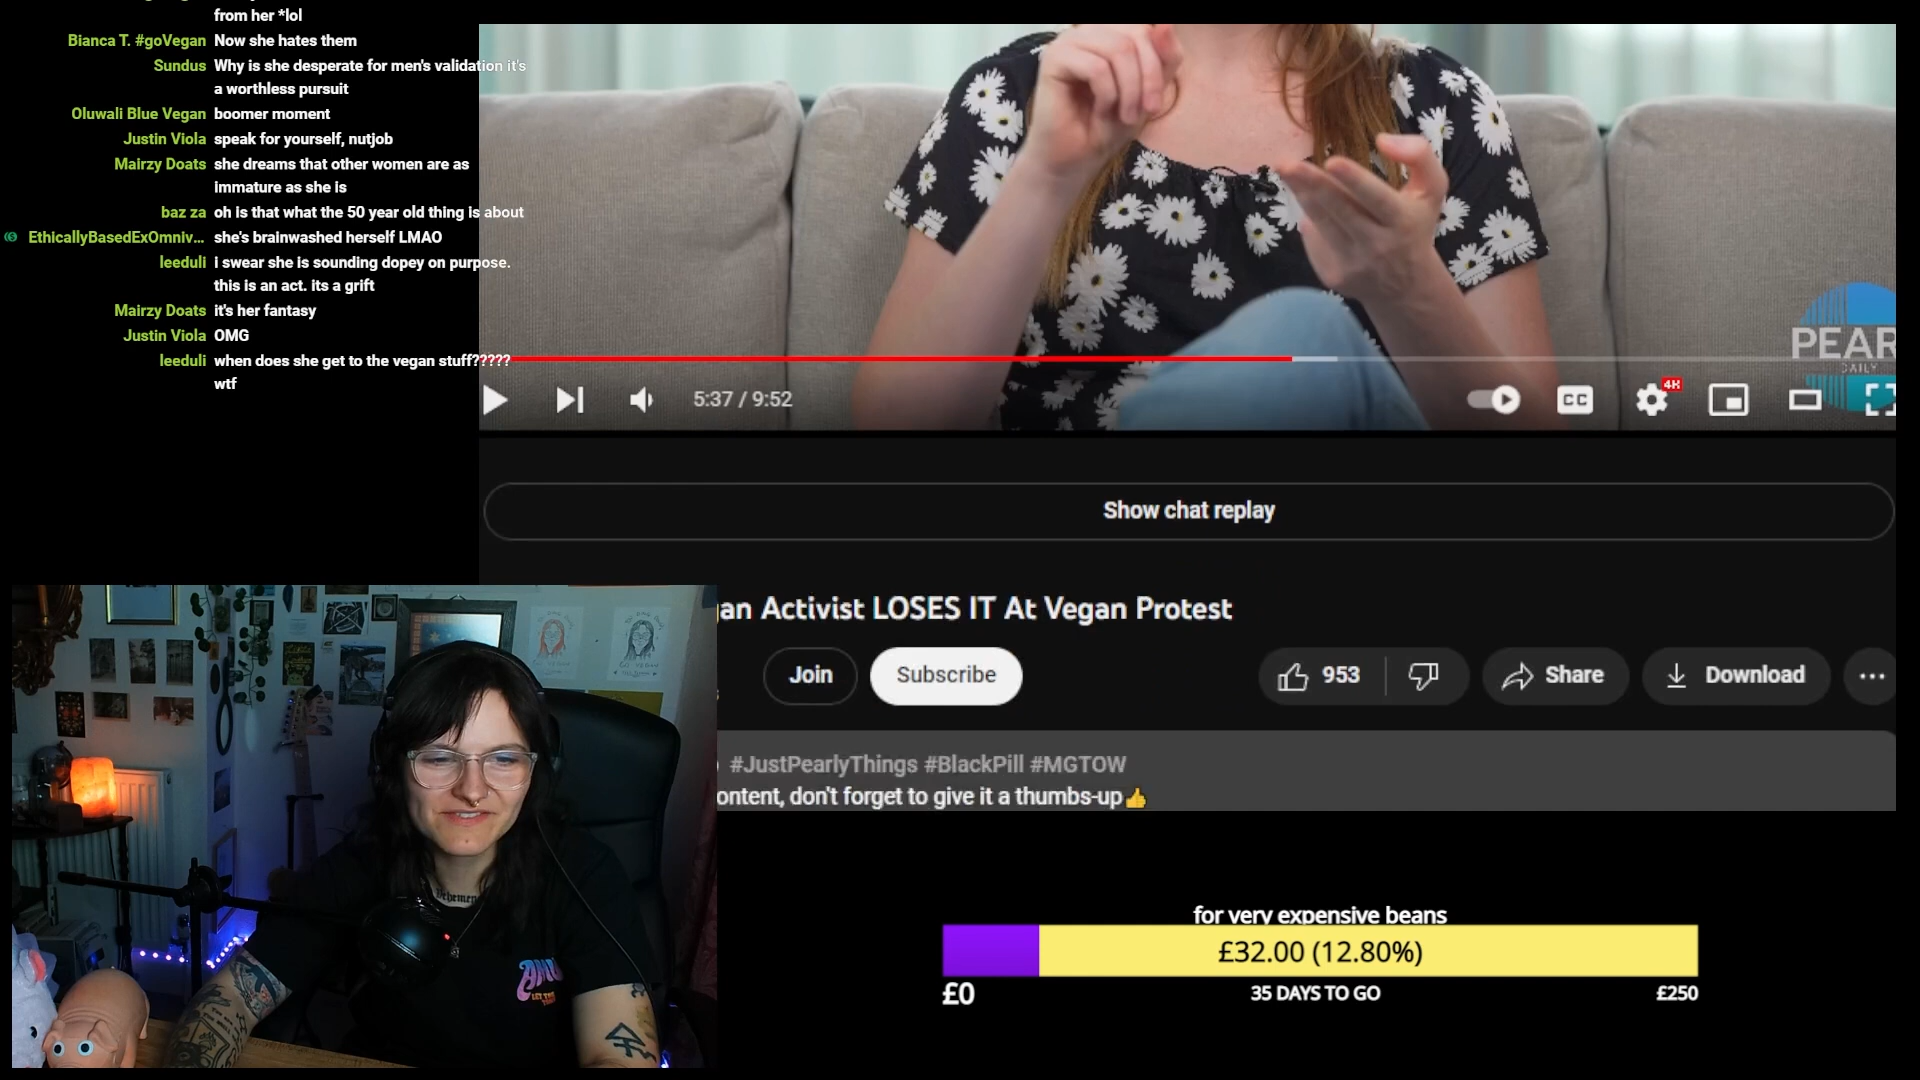 from her *lol
Bianca T. #goVegan Now she hates them
Sundus Why is she desperate for men's validation it's
a worthless pursuit
Oluwali Blue Vegan boomer moment
Justin Viola speak for yourself, nutjob
Mairzy Doats she dreams that other women are as
immature as she is
baz za oh is that what the 50 year old thing is about
EthicallyBasedExOmniv... she's brainwashed herself LMAO
leeduli i swear she is sounding dopey on purpose.
this is an act. its a grift
Mairzy Doats it's her fantasy
Justin Viola OMG
leeduli when does she get to the vegan stuff?????
wtf
PEAR
DAILY
5:37 / 9:52
CC
4K
Show chat replay
an Activist LOSES IT At Vegan Protest
Join
Subscribe
953
Share
Download
#JustPearlyThings #BlackPill #MGTOW
ontent, don't forget to give it a thumbs-up👍
for very expensive beans
£32.00 (12.80%)
£0
35 DAYS TO GO
£250